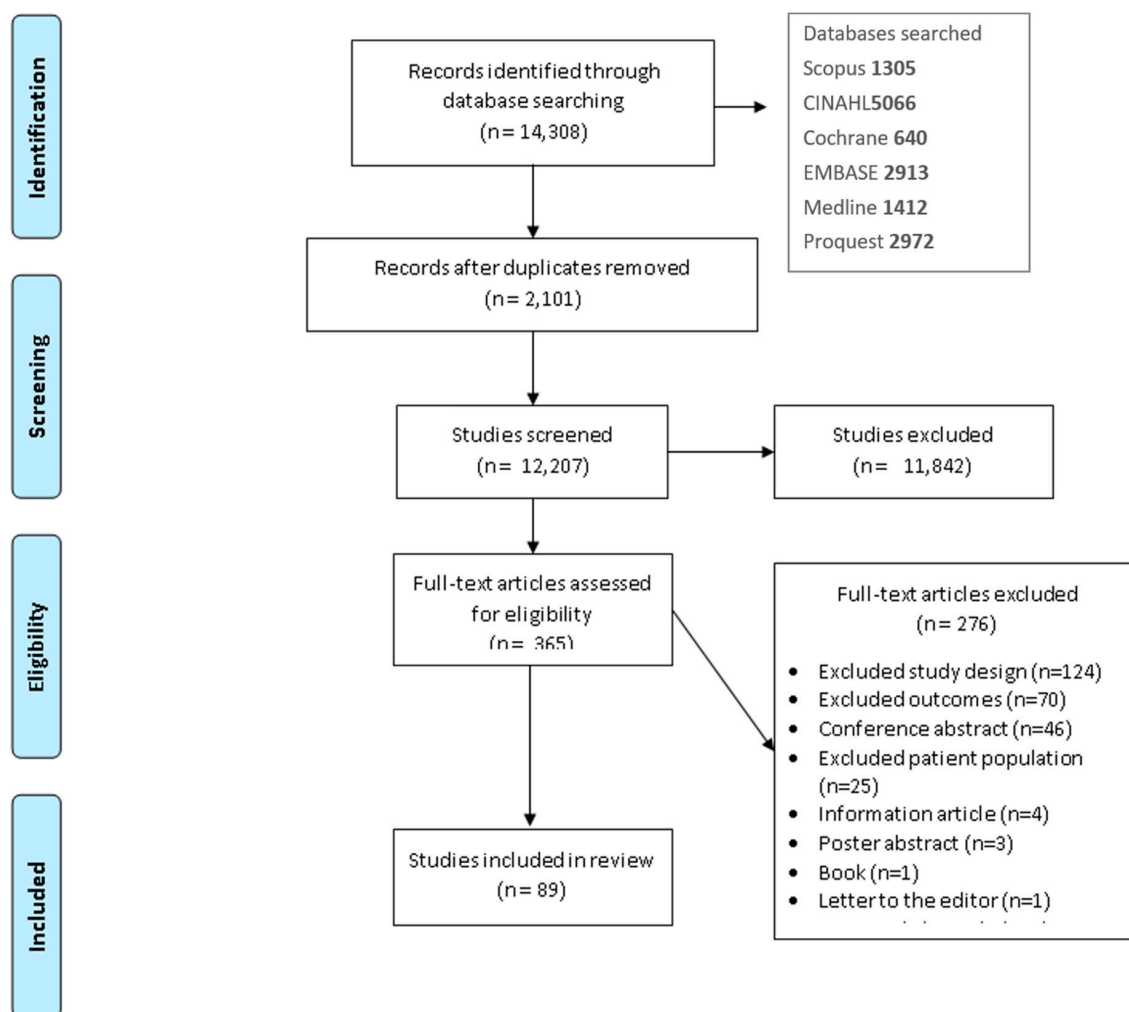 Identification
Records identified through
database searching
(n = 14,308)
Databases searched
Scopus 1305
CINAHL5066
Cochrane 640
EMBASE 2913
Medline 1412
Proquest 2972
Records after duplicates removed
(n = 2,101)
Screening
Studies screened
(n = 12,207)
Studies excluded
(n = 11,842)
Eligibility
Full-text articles assessed
for eligibility
(n = 365)
Full-text articles excluded
(n = 276)
• Excluded study design (n=124)
• Excluded outcomes (n=70)
• Conference abstract (n=46)
• Excluded patient population
(n=25)
• Information article (n=4)
• Poster abstract (n=3)
• Book (n=1)
• Letter to the editor (n=1)
Included
Studies included in review
(n = 89)